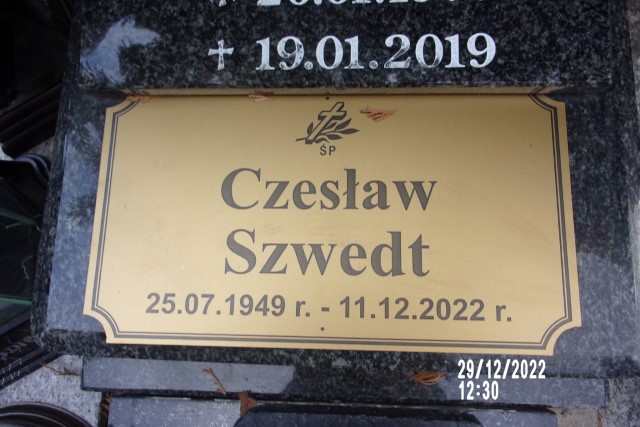 ✝ 19.01.2019
ŚP
Czesław
Szwedt
25.07.1949 r. - 11.12.2022 r.
29/12/2022
12:30